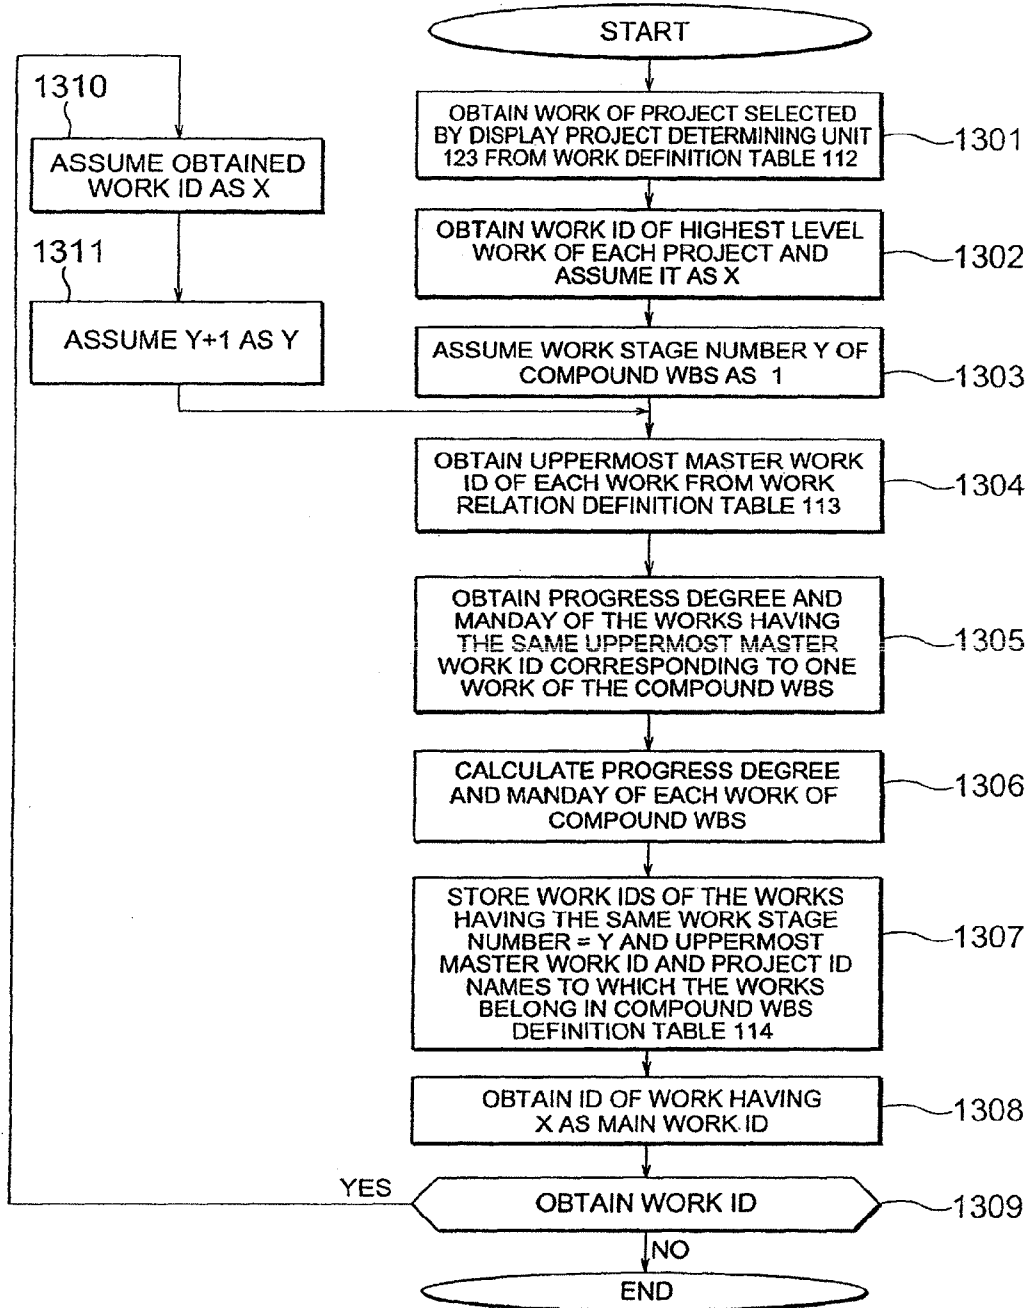 START
OBTAIN WORK OF PROJECT SELECTED
BY DISPLAY PROJECT DETERMINING UNIT
123 FROM WORK DEFINITION TABLE 112
1301
OBTAIN WORK ID OF HIGHEST LEVEL
WORK OF EACH PROJECT AND
ASSUME IT AS X
1302
ASSUME WORK STAGE NUMBER Y OF
COMPOUND WBS AS 1
1303
1310
ASSUME OBTAINED
WORK ID AS X
1311
ASSUME Y+1 AS Y
OBTAIN UPPERMOST MASTER WORK
ID OF EACH WORK FROM WORK
RELATION DEFINITION TABLE 113
1304
OBTAIN PROGRESS DEGREE AND
MANDAY OF THE WORKS HAVING
THE SAME UPPERMOST MASTER
WORK ID CORRESPONDING TO ONE
WORK OF THE COMPOUND WBS
1305
CALCULATE PROGRESS DEGREE
AND MANDAY OF EACH WORK OF
COMPOUND WBS
1306
STORE WORK IDS OF THE WORKS
HAVING THE SAME WORK STAGE
NUMBER = Y AND UPPERMOST
MASTER WORK ID AND PROJECT ID
NAMES TO WHICH THE WORKS
BELONG IN COMPOUND WBS
DEFINITION TABLE 114
1307
OBTAIN ID OF WORK HAVING
X AS MAIN WORK ID
1308
YES
OBTAIN WORK ID
1309
NO
END